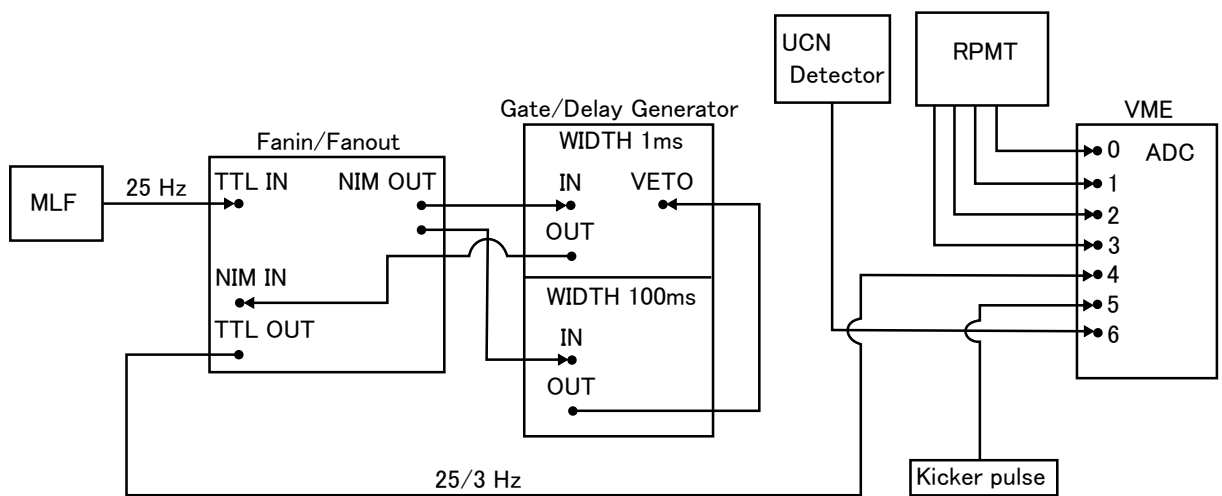 UCN
Detector
RPMT
VME
Gate/Delay Generator
Fanin/Fanout
WIDTH 1ms
MLF
25 Hz
TTL IN
NIM OUT
IN
VETO
OUT
NIM IN
TTL OUT
WIDTH 100ms
IN
OUT
ADC
0
1
2
3
4
5
6
25/3 Hz
Kicker pulse